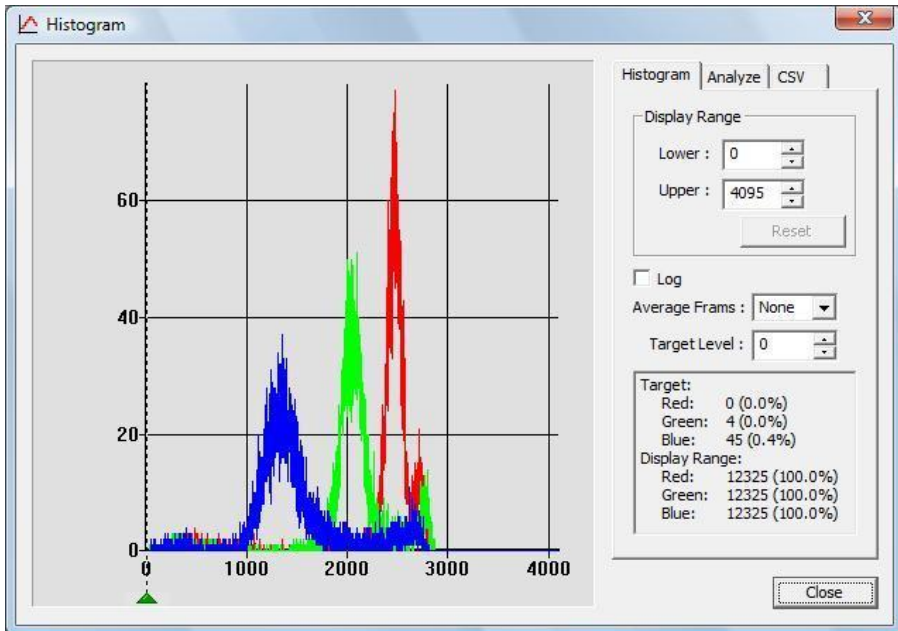 Histogram
60
40
20
0
0 1000 2000 3000 4000
Histogram Analyze CSV
Display Range
Lower : 0
Upper : 4095
Reset
Log
Average Frams : None
Target Level : 0
Target:
Red: 0 (0.0%)
Green: 4 (0.0%)
Blue: 45 (0.4%)
Display Range:
Red: 12325 (100.0%)
Green: 12325 (100.0%)
Blue: 12325 (100.0%)
Close